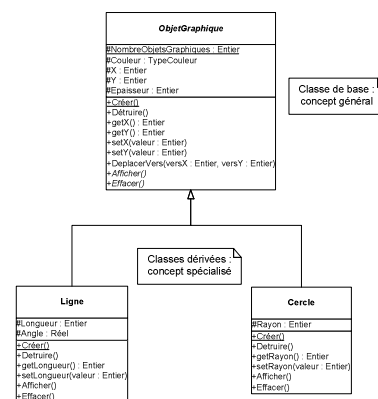 ObjetGraphique
#NombreObjetsGraphiques : Entier
#Couleur : TypeCouleur
#X : Entier
#Y : Entier
#Epaisseur : Entier
+Créer()
+Détruire()
+getX() : Entier
+getY() : Entier
+setX(valeur : Entier)
+setY(valeur : Entier)
+DeplacerVers(versX : Entier, versY : Entier)
+Afficher()
+Effacer()
Classe de base :
concept général
Classes dérivées :
concept spécialisé
Ligne
#Longueur : Entier
#Angle : Réel
+Créer()
+Detruire()
+getLongueur() : Entier
+setLongueur(valeur : Entier)
+Afficher()
+Effacer()
Cercle
#Rayon : Entier
+Créer()
+Detruire()
+getRayon() : Entier
+setRayon(valeur : Entier)
+Afficher()
+Effacer()